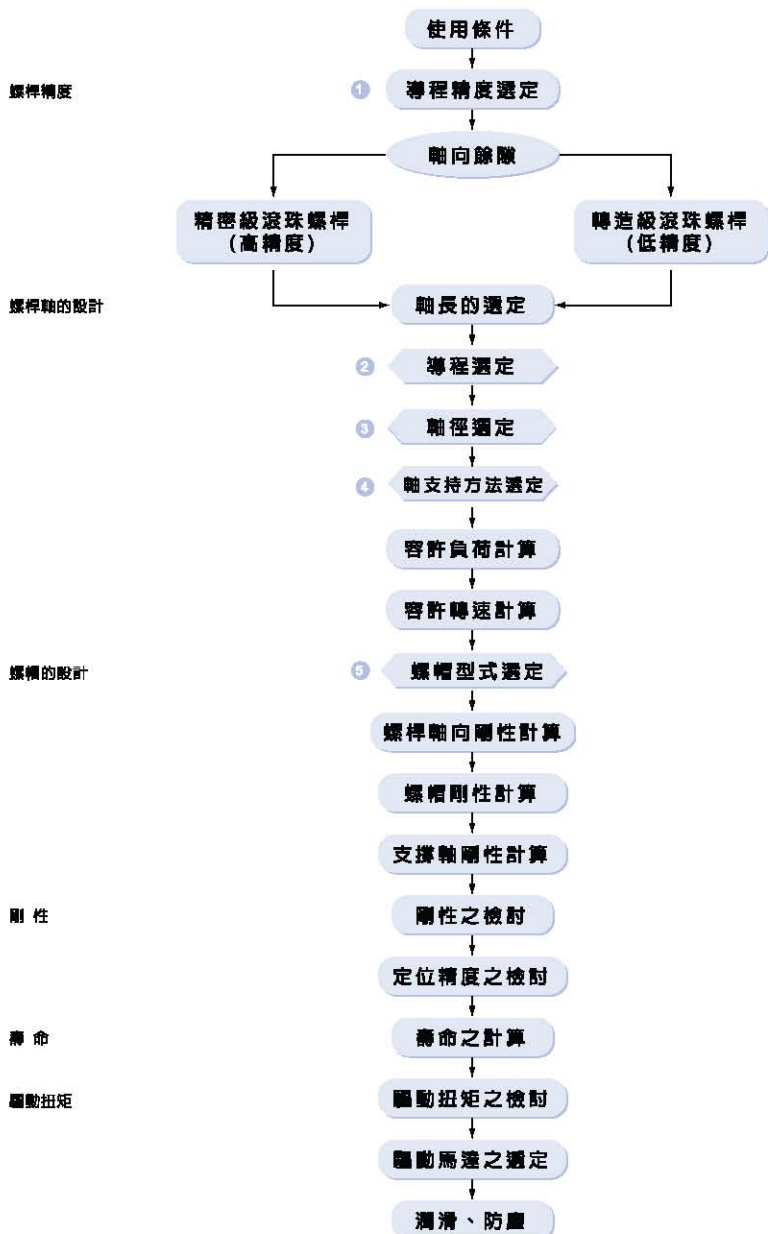 使用條件
螺桿精度
1 導程精度選定
軸向餘隙
精密級滾珠螺桿
(高精度)
轉造級滾珠螺桿
(低精度)
螺桿軸的設計
軸長的選定
2 導程選定
3 軸徑選定
4 軸支持方法選定
容許負荷計算
容許轉速計算
螺帽的設計
5 螺帽型式選定
螺桿軸向剛性計算
螺帽剛性計算
支撐軸剛性計算
剛 性
剛性之檢討
定位精度之檢討
壽 命
壽命之計算
驅動扭矩
驅動扭矩之檢討
驅動馬達之選定
潤滑、防塵